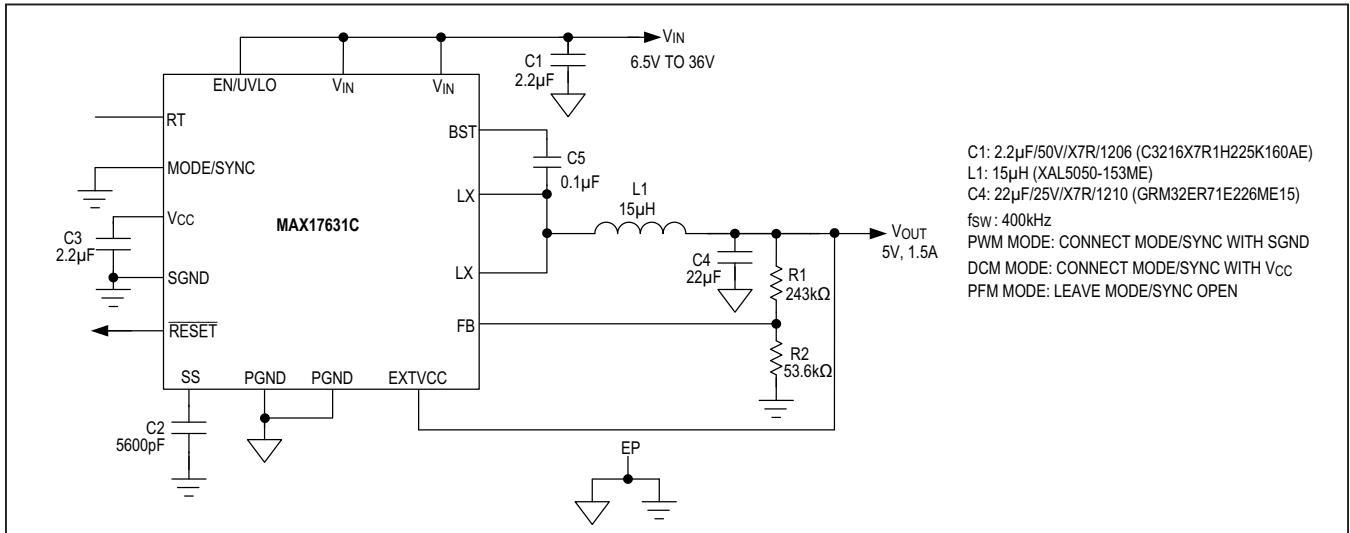 VIN
6.5V TO 36V
C1
2.2µF
EN/UVLO
VIN
VIN
RT
BST
C5
0.1µF
MODE/SYNC
LX
L1
15µH
VCC
MAX17631C
C3
2.2µF
VOUT
5V, 1.5A
C4
22µF
R1
243kΩ
SGND
LX
RESET
FB
R2
53.6kΩ
SS
PGND
PGND
EXTVCC
C2
5600pF
EP
C1: 2.2µF/50V/X7R/1206 (C3216X7R1H225K160AE)
L1: 15µH (XAL5050-153ME)
C4: 22µF/25V/X7R/1210 (GRM32ER71E226ME15)
fSW : 400kHz
PWM MODE: CONNECT MODE/SYNC WITH SGND
DCM MODE: CONNECT MODE/SYNC WITH VCC
PFM MODE: LEAVE MODE/SYNC OPEN